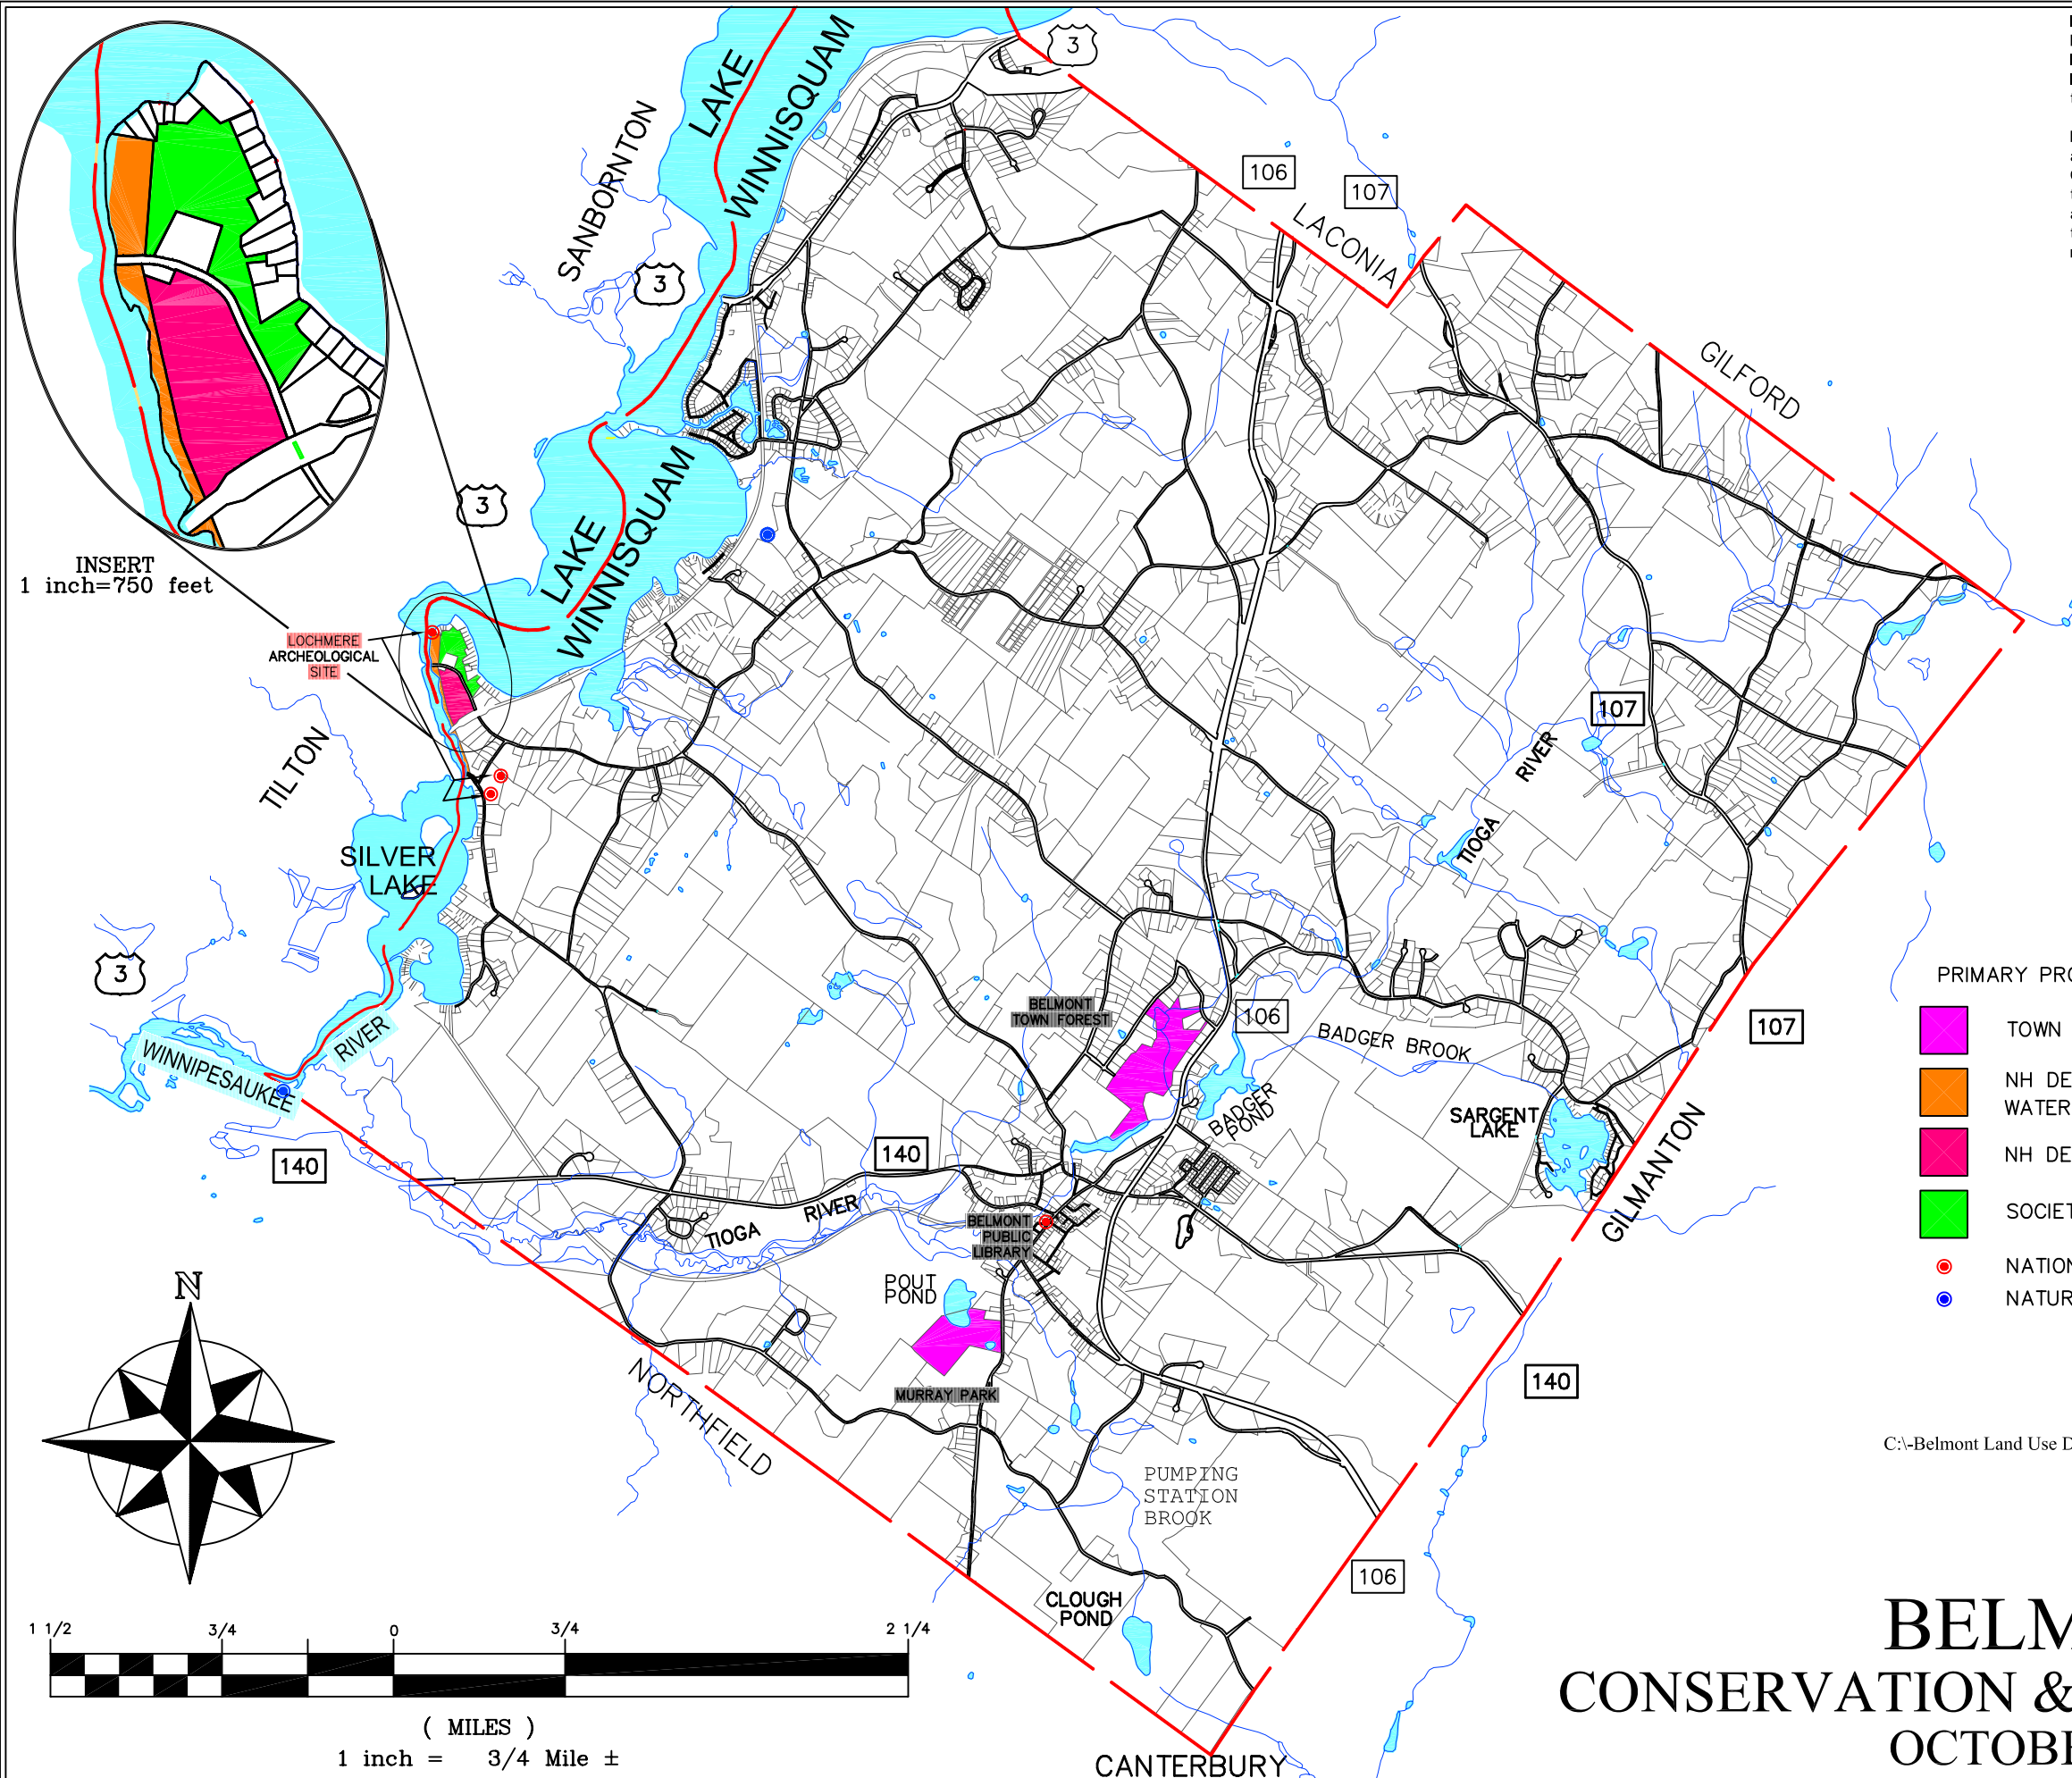 3
LAKE
WINNISQUAM
SANBORNTON
106
107
LACONIA
3
GILFORD
INSERT
1 inch=750 feet
3
LAKE
WINNISQUAM
LOCHMERE
ARCHEOLOGICAL
SITE
107
RIVER
TIOGA
TILTON
SILVER
LAKE
3
BELMONT
TOWN FOREST
106
BADGER BROOK
107
PRIMARY PRO
TOWN
NH DE
WATER
NH DE
SOCIET
NATION
NATUR
WINNIPESAUKEE
RIVER
BADGER
POND
SARGENT
LAKE
GILMANTON
140
140
TIOGA
RIVER
BELMONT
PUBLIC
LIBRARY
POUT
POND
MURRAY PARK
140
N
NORTHFIELD
C:\-Belmont Land Use D
PUMPING
STATION
BROOK
106
CLOUGH
POND
1 1/2 3/4 0 3/4 2 1/4
( MILES )
1 inch = 3/4 Mile ±
CANTERBURY
BELM
CONSERVATION &
OCTOB